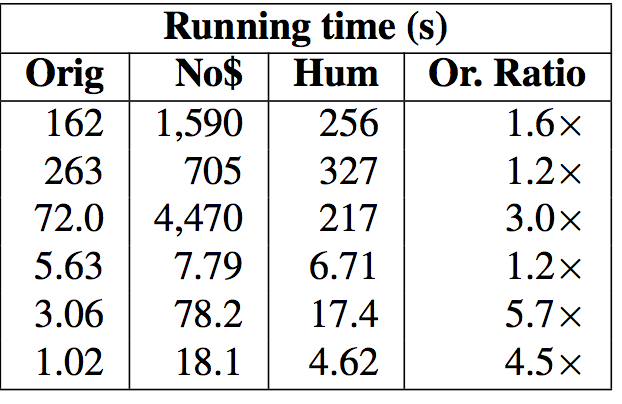 Running time (s)
Orig No$ Hum Or. Ratio
162 1,590 256 1.6×
263 705 327 1.2×
72.0 4,470 217 3.0×
5.63 7.79 6.71 1.2×
3.06 78.2 17.4 5.7×
1.02 18.1 4.62 4.5×